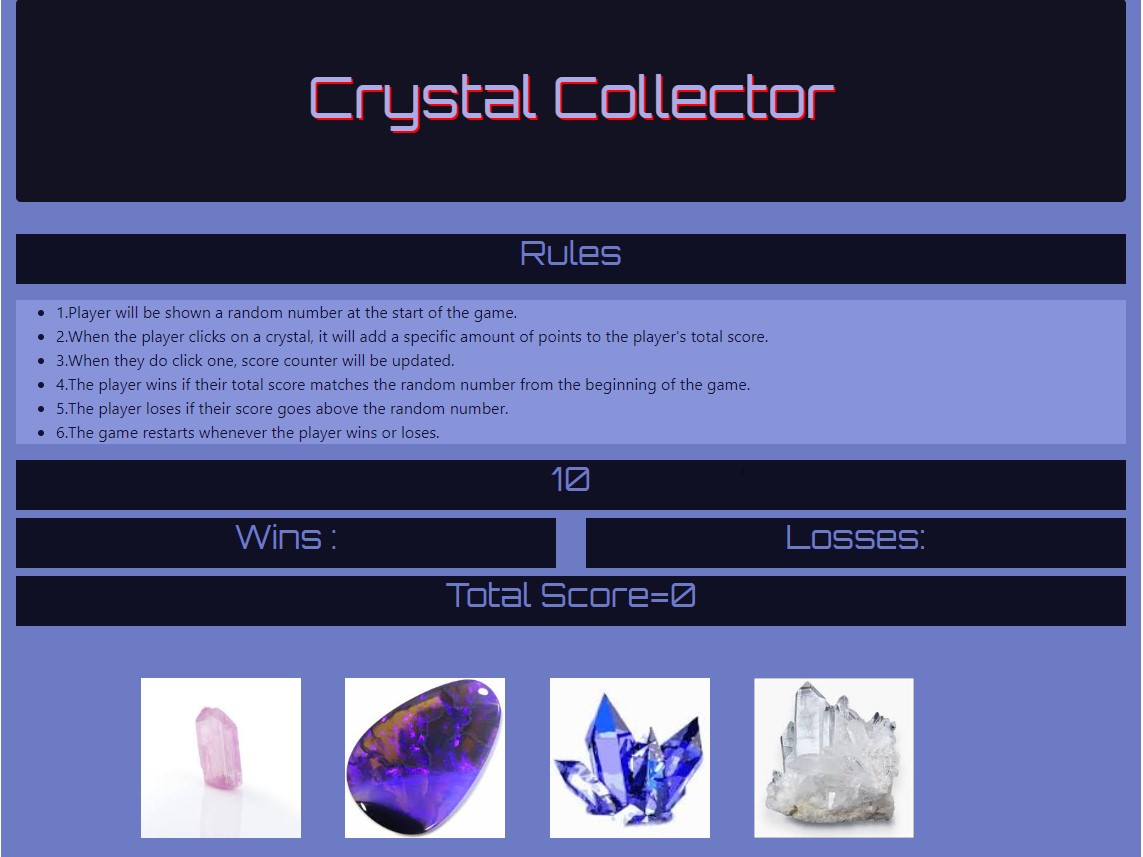 Crystal Collector
Rules
1.Player will be shown a random number at the start of the game.
2.When the player clicks on a crystal, it will add a specific amount of points to the player's total score.
3.When they do click one, score counter will be updated.
4.The player wins if their total score matches the random number from the beginning of the game.
5.The player loses if their score goes above the random number.
6.The game restarts whenever the player wins or loses.
10
Wins :
Losses:
Total Score=0